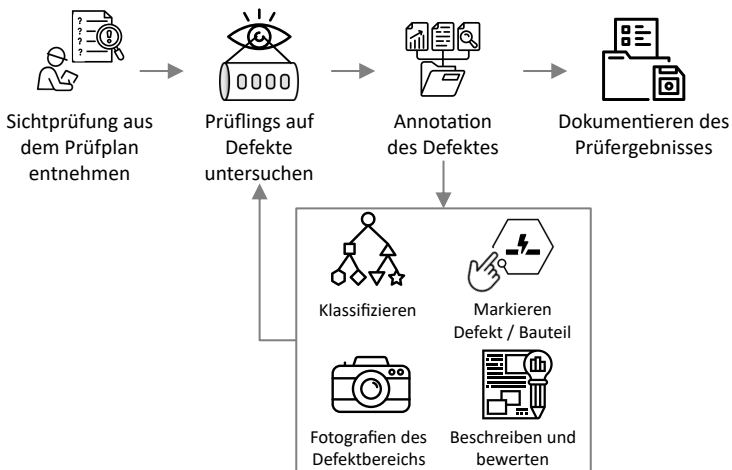 Sichtprüfung aus
dem Prüfplan
entnehmen
Prüflings auf
Defekte
untersuchen
Annotation
des Defektes
Dokumentieren des
Prüfergebnisses
Klassifizieren
Markieren
Defekt / Bauteil
Fotografien des
Defektbereichs
Beschreiben und
bewerten